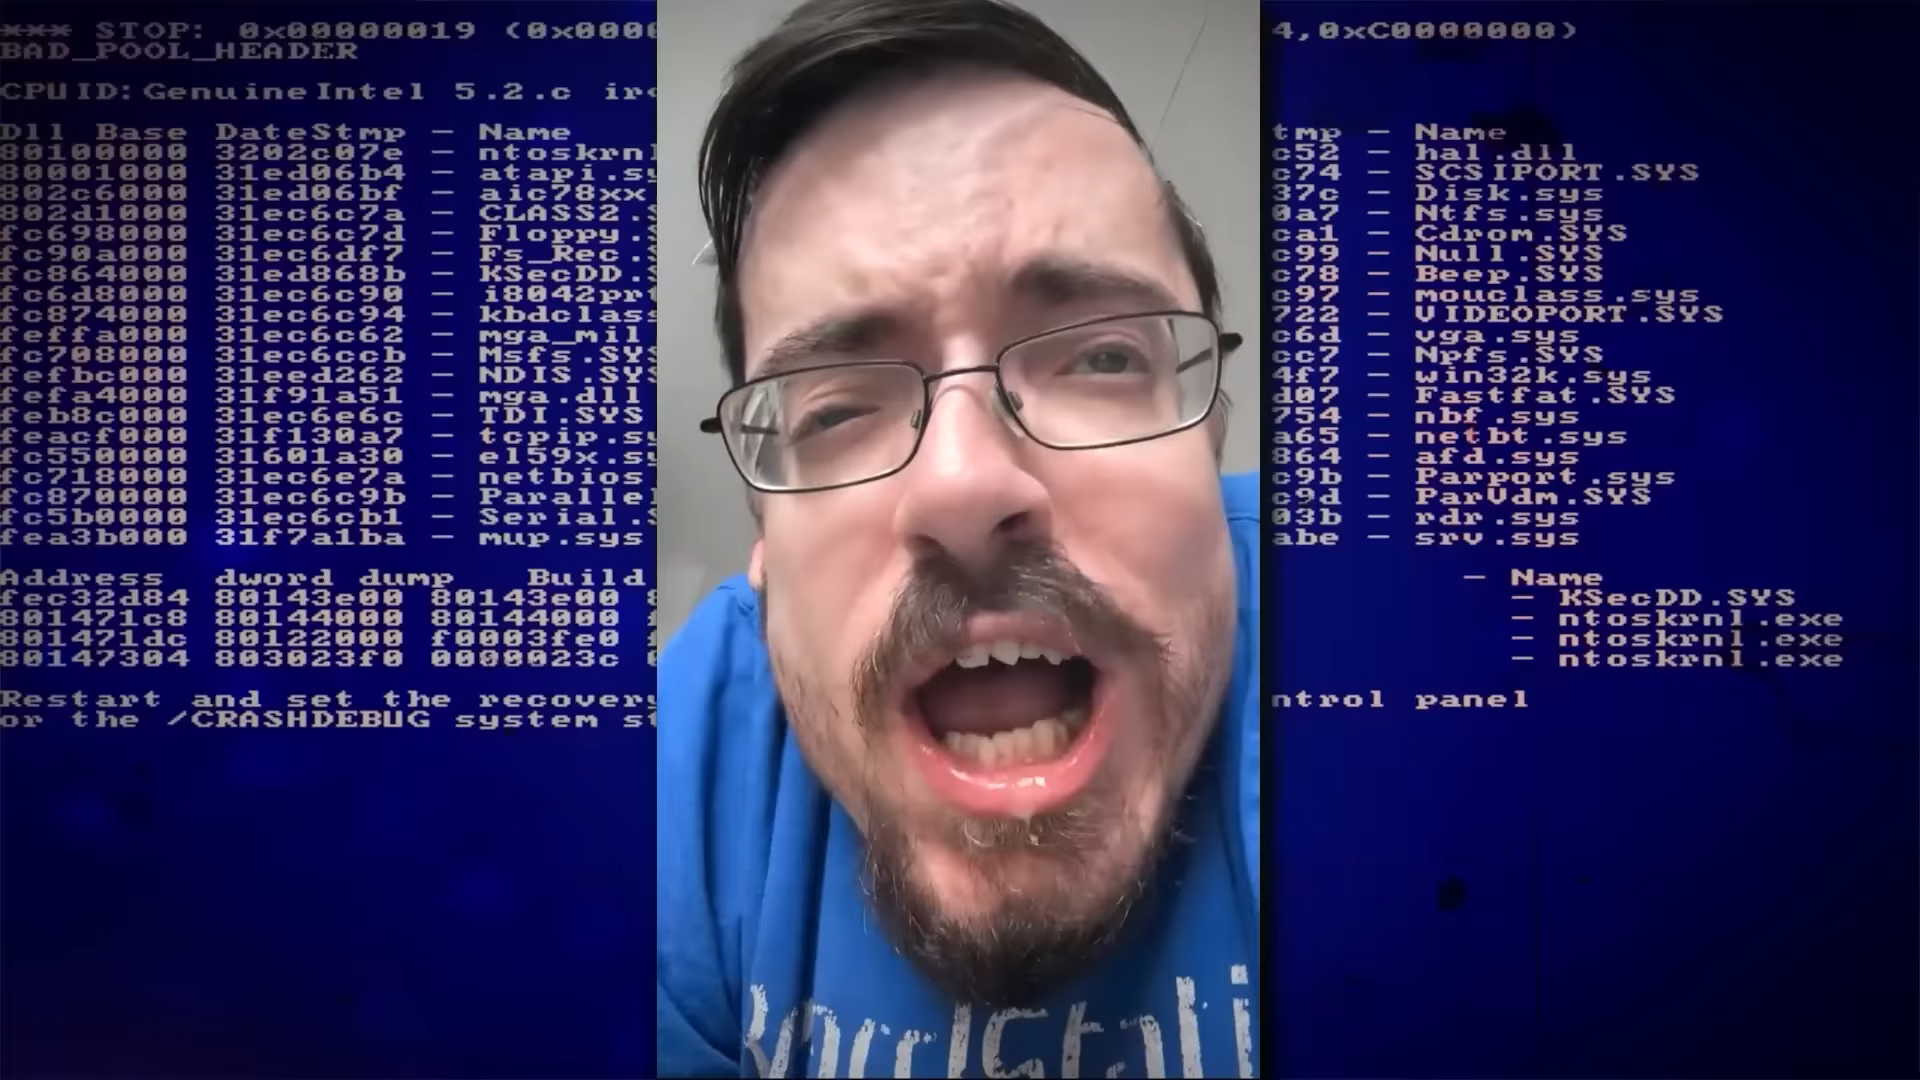 *** STOP: 0x00000019 (0x0000 4,0xC0000000)
BAD_POOL_HEADER
CPUID:GenuineIntel 5.2.c ir
Dll Base DateStmp - Name tmp - Name
80100000 3202c07e - ntoskrnl c52 - hal.dll
80001000 31ed06b4 - atapi.sy c74 - SCSIPORT.SYS
802c6000 31ed06bf - aic78xx 37c - Disk.sys
802d1000 31ec6c7a - CLASS2.S 0a7 - Ntfs.sys
fc698000 31ec6c7d - Floppy.S ca1 - Cdrom.SYS
fc90a000 31ec6df7 - Fs_Rec.S c99 - Null.SYS
fc864000 31ed868b - KSecDD.S c78 - Beep.SYS
fc6d8000 31ec6c90 - i8042prt c97 - mouclass.sys
fc874000 31ec6c94 - kbdclass 722 - VIDEOPORT.SYS
feffa000 31ec6c62 - mga_mil c6d - vga.sys
fc708000 31ec6ccb - Msfs.SYS cc7 - Npfs.SYS
fefbc000 31eed262 - NDIS.SYS 4f7 - win32k.sys
fefa4000 31f91a51 - mga.dll d07 - Fastfat.SYS
feb8c000 31ec6e6c - TDI.SYS 754 - nbf.sys
feacf000 31f130a7 - tcpip.sy a65 - netbt.sys
fc550000 31601a30 - el59x.sy 864 - afd.sys
fc718000 31ec6e7a - netbios c9b - Parport.sys
fc870000 31ec6c9b - Parallel c9d - ParVdm.SYS
fc5b0000 31ec6cb1 - Serial.S 03b - rdr.sys
fea3b000 31f7a1ba - mup.sys abe - srv.sys
Address dword dump Build - Name
fec32d84 80143e00 80143e00 - KSecDD.SYS
801471c8 80144000 80144000 - ntoskrnl.exe
801471dc 80122000 f0003fe0 - ntoskrnl.exe
80147304 803023f0 0000023c - ntoskrnl.exe
Restart and set the recovery ntrol panel
or the /CRASHDEBUG system st